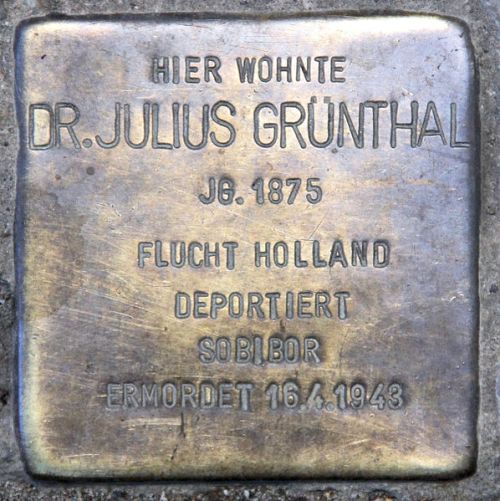 HIER WOHNTE
DR. JULIUS GRÜNTHAL
JG. 1875
FLUCHT HOLLAND
DEPORTIERT
SOBIBOR
ERMORDET 16.4.1943